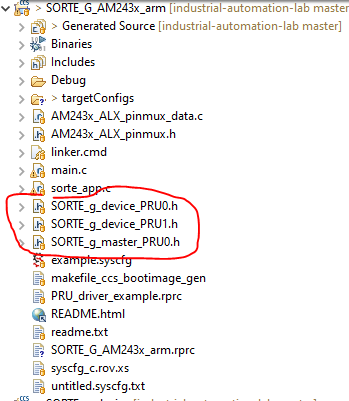 CCS
> SORTE_G_AM243x_arm [industrial-automation-lab master]
> Generated Source [industrial-automation-lab master]
Binaries
Includes
Debug
> targetConfigs
AM243x_ALX_pinmux_data.c
AM243x_ALX_pinmux.h
linker.cmd
main.c
sorte_app.c
SORTE_g_device_PRU0.h
SORTE_g_device_PRU1.h
SORTE_g_master_PRU0.h
example.syscfg
makefile_ccs_bootimage_gen
PRU_driver_example.rprc
README.html
readme.txt
SORTE_G_AM243x_arm.rprc
syscfg_c.rov.xs
untitled.syscfg.txt